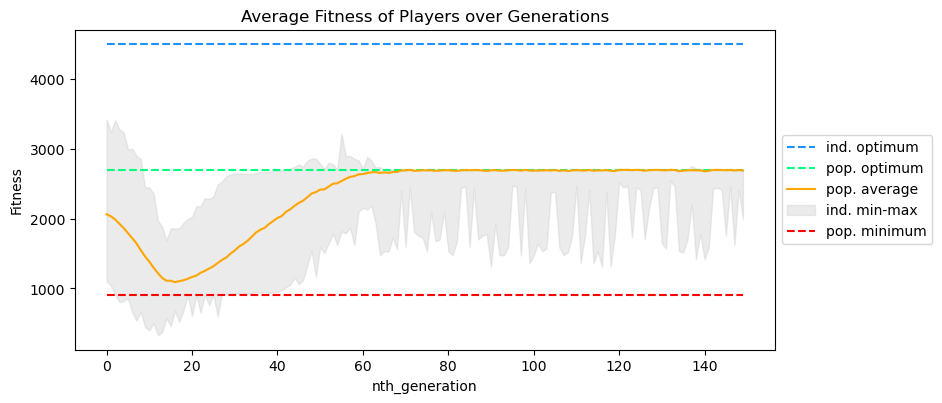 Average Fitness of Players over Generations
Fitness
4000
3000
2000
1000
0
20
40
60
80
100
120
140
nth_generation
ind. optimum
pop. optimum
pop. average
ind. min-max
pop. minimum